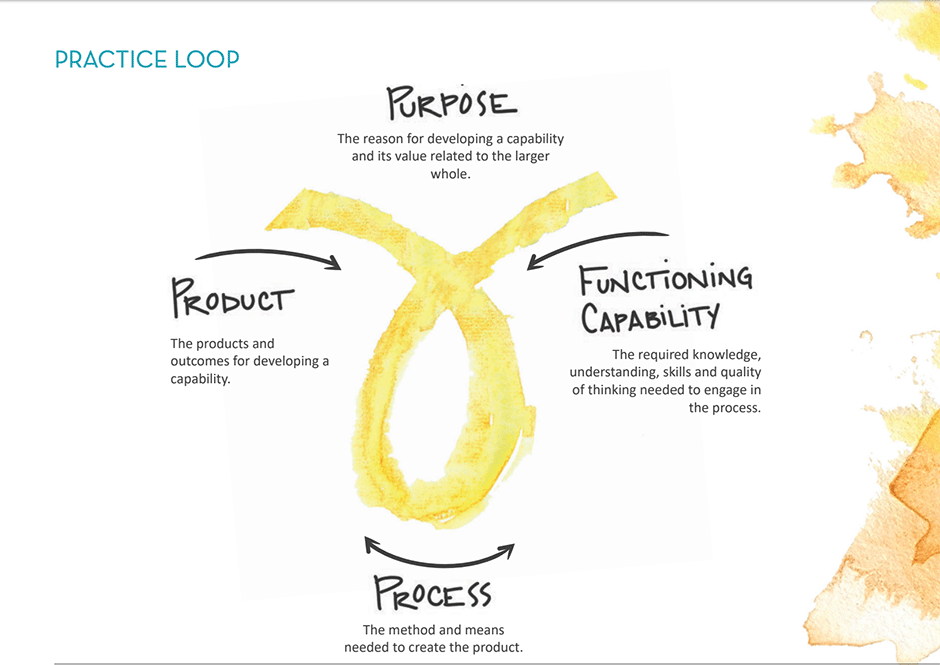 PRACTICE LOOP
PURPOSE
The reason for developing a capability
and its value related to the larger
whole.
PRODUCT
The products and
outcomes for developing a
capability.
FUNCTIONING
CAPABILITY
The required knowledge,
understanding, skills and quality
of thinking needed to engage in
the process.
PROCESS
The method and means
needed to create the product.